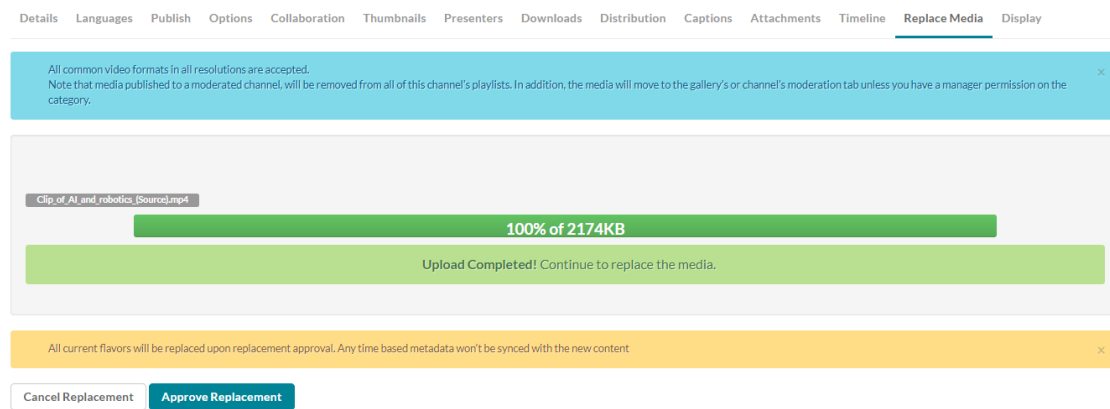 Details Languages Publish Options Collaboration Thumbnails Presenters Downloads Distribution Captions Attachments Timeline Replace Media Display
All common video formats in all resolutions are accepted.
Note that media published to a moderated channel, will be removed from all of this channel's playlists. In addition, the media will move to the gallery's or channel's moderation tab unless you have a manager permission on the
category.
Clip_of_AI_and_robotics_(Source).mp4
100% of 2174KB
Upload Completed! Continue to replace the media.
All current flavors will be replaced upon replacement approval. Any time based metadata won't be synced with the new content
Cancel Replacement Approve Replacement